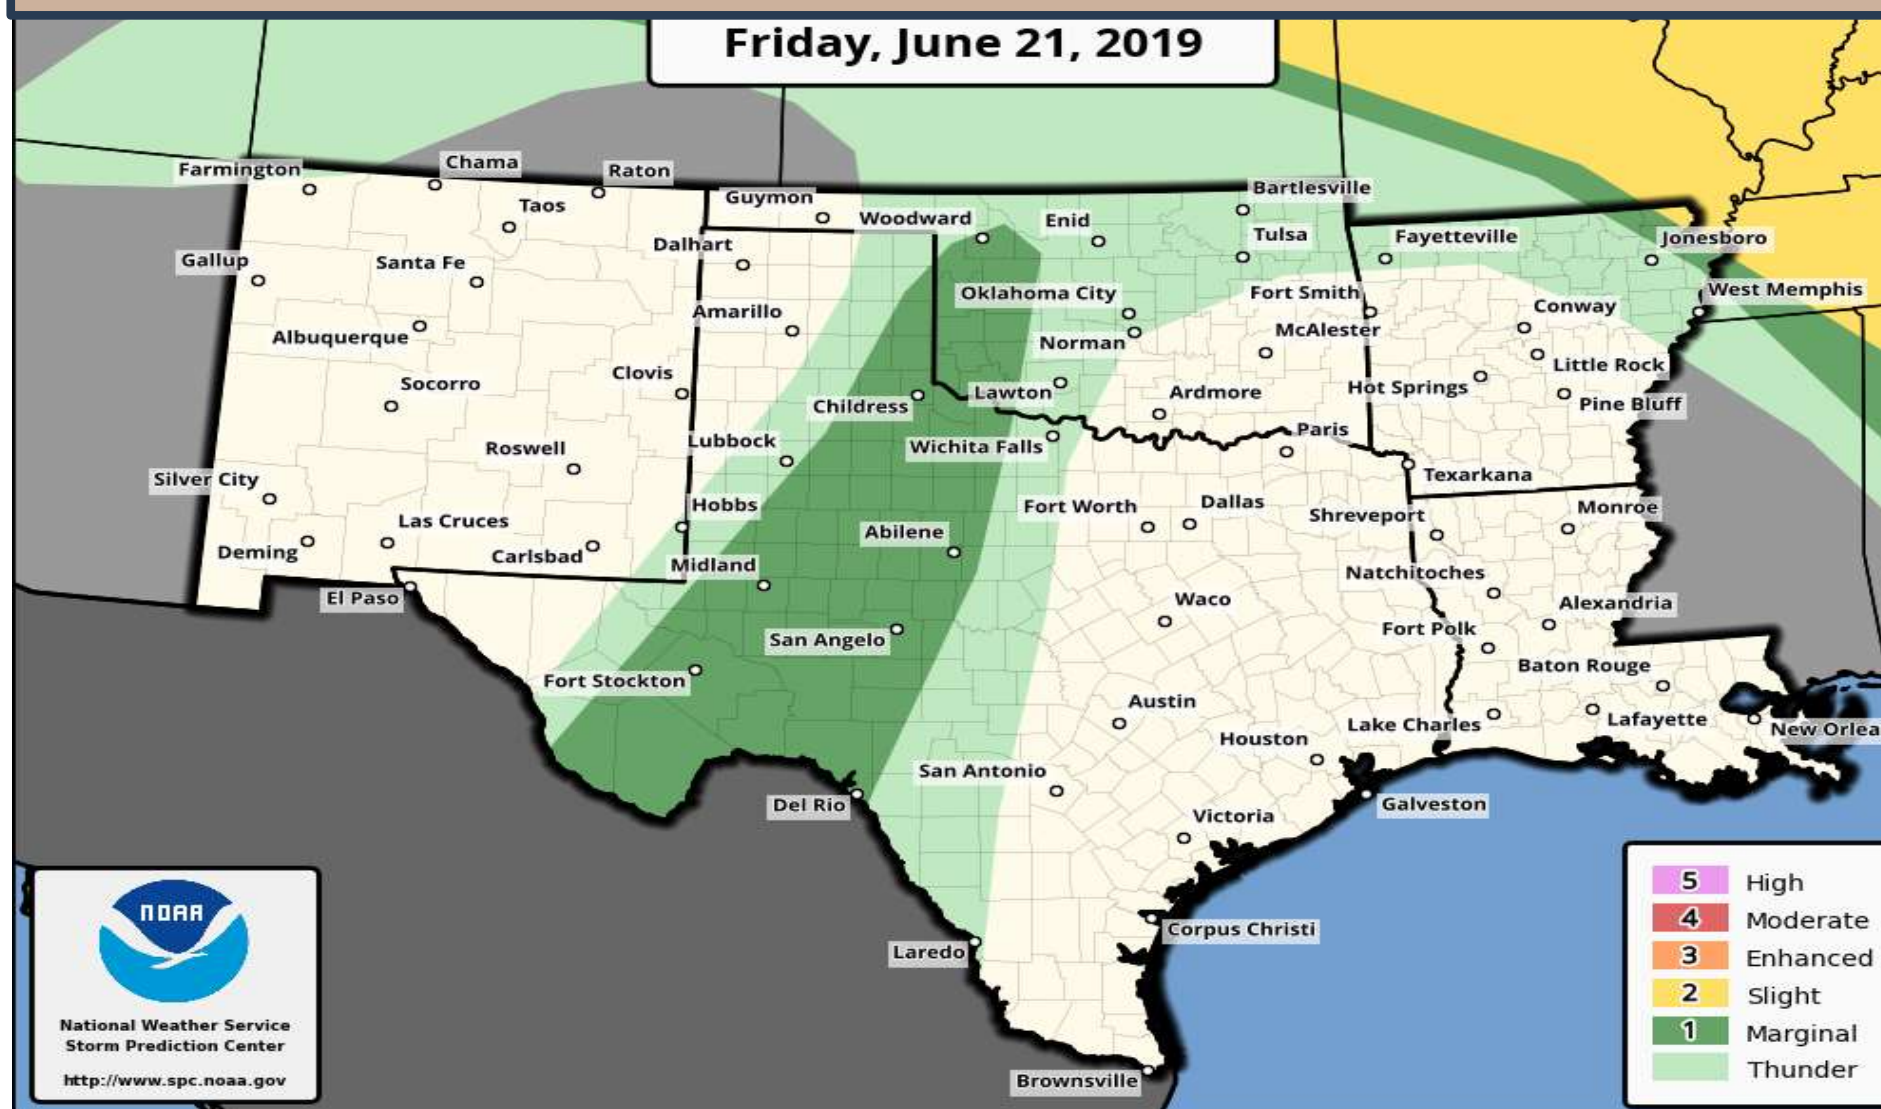 Friday, June 21, 2019
Farmington
Chama
Raton
Taos
Guymon
Woodward
Enid
Bartlesville
Tulsa
Fayetteville
Jonesboro
Gallup
Santa Fe
Dalhart
Oklahoma City
Fort Smith
Conway
West Memphis
Albuquerque
Amarillo
Norman
McAlester
Little Rock
Socorro
Clovis
Childress
Lawton
Ardmore
Hot Springs
Pine Bluff
Roswell
Lubbock
Wichita Falls
Paris
Texarkana
Silver City
Hobbs
Fort Worth
Dallas
Shreveport
Monroe
Las Cruces
Deming
Carlsbad
Midland
Abilene
Natchitoches
El Paso
Waco
Alexandria
San Angelo
Fort Polk
Fort Stockton
Baton Rouge
Austin
Lake Charles
Lafayette
New Orlea
Houston
San Antonio
Del Rio
Galveston
Victoria
Laredo
Corpus Christi
Brownsville
NOAA
National Weather Service
Storm Prediction Center
http://www.spc.noaa.gov
5 High
4 Moderate
3 Enhanced
2 Slight
1 Marginal
Thunder